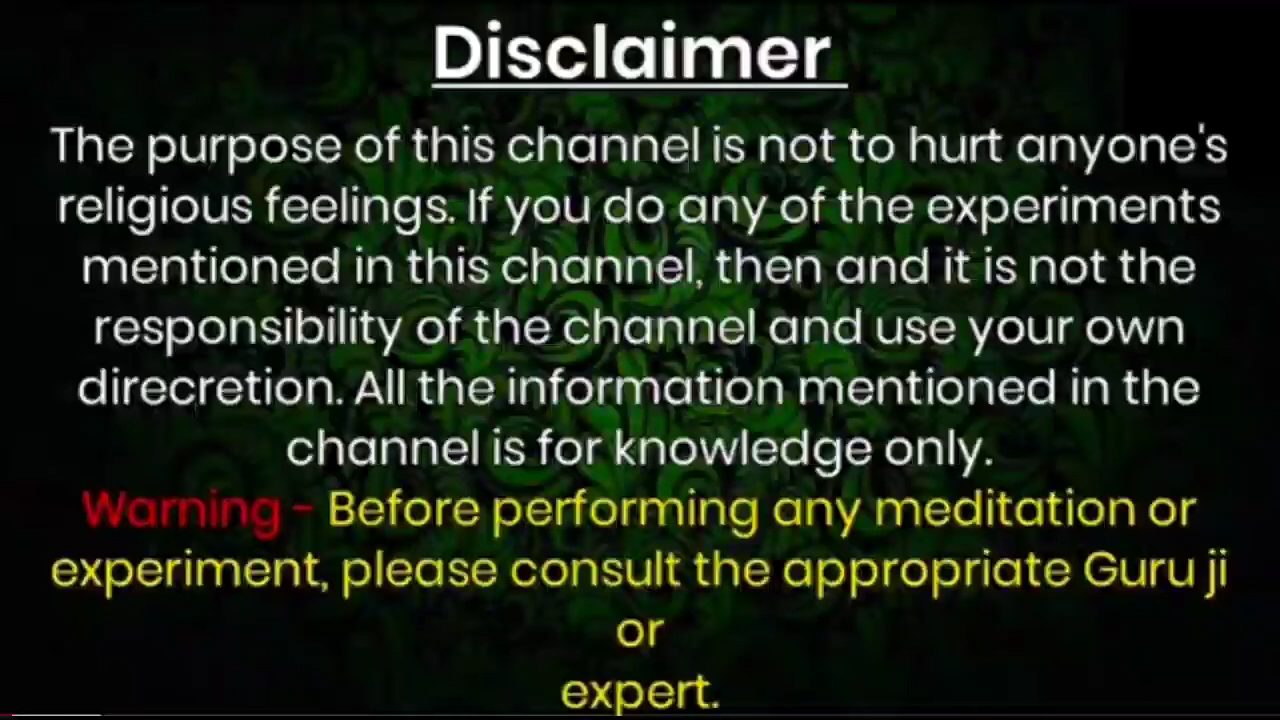 Disclaimer
The purpose of this channel is not to hurt anyone's
religious feelings. If you do any of the experiments
mentioned in this channel, then and it is not the
responsibility of the channel and use your own
direcretion. All the information mentioned in the
channel is for knowledge only.
Warning - Before performing any meditation or
experiment, please consult the appropriate Guru ji
or
expert.